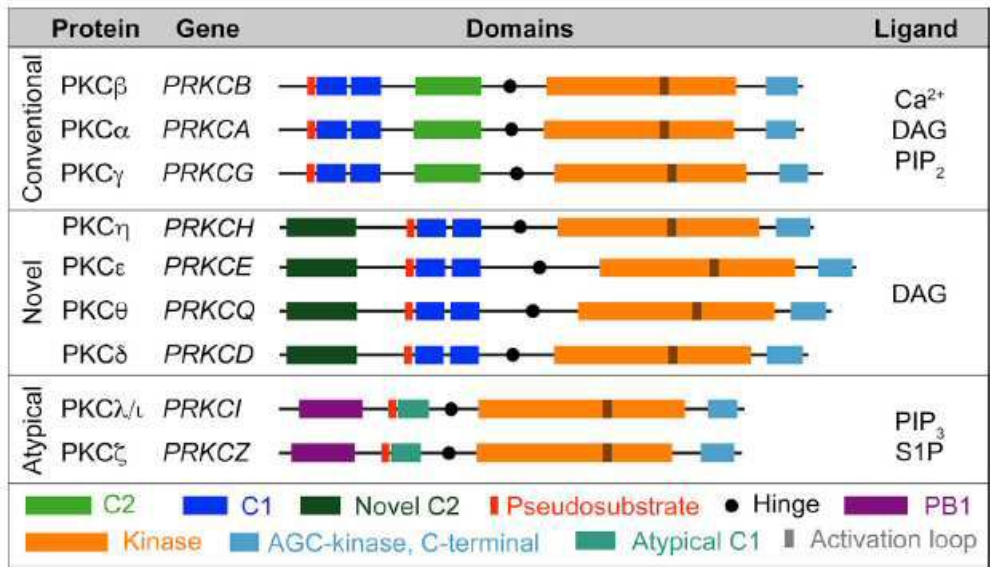 Protein Gene Domains Ligand
Conventional
PKCβ PRKCB
PKCα PRKCA
PKCγ PRKCG
Ca²⁺
DAG
PIP₂
Novel
PKCη PRKCH
PKCε PRKCE
PKCθ PRKCQ
PKCδ PRKCD
DAG
Atypical
PKCλ/ι PRKCI
PKCζ PRKCZ
PIP₃
S1P
C2 C1 Novel C2 Pseudosubstrate Hinge PB1
Kinase AGC-kinase, C-terminal Atypical C1 Activation loop